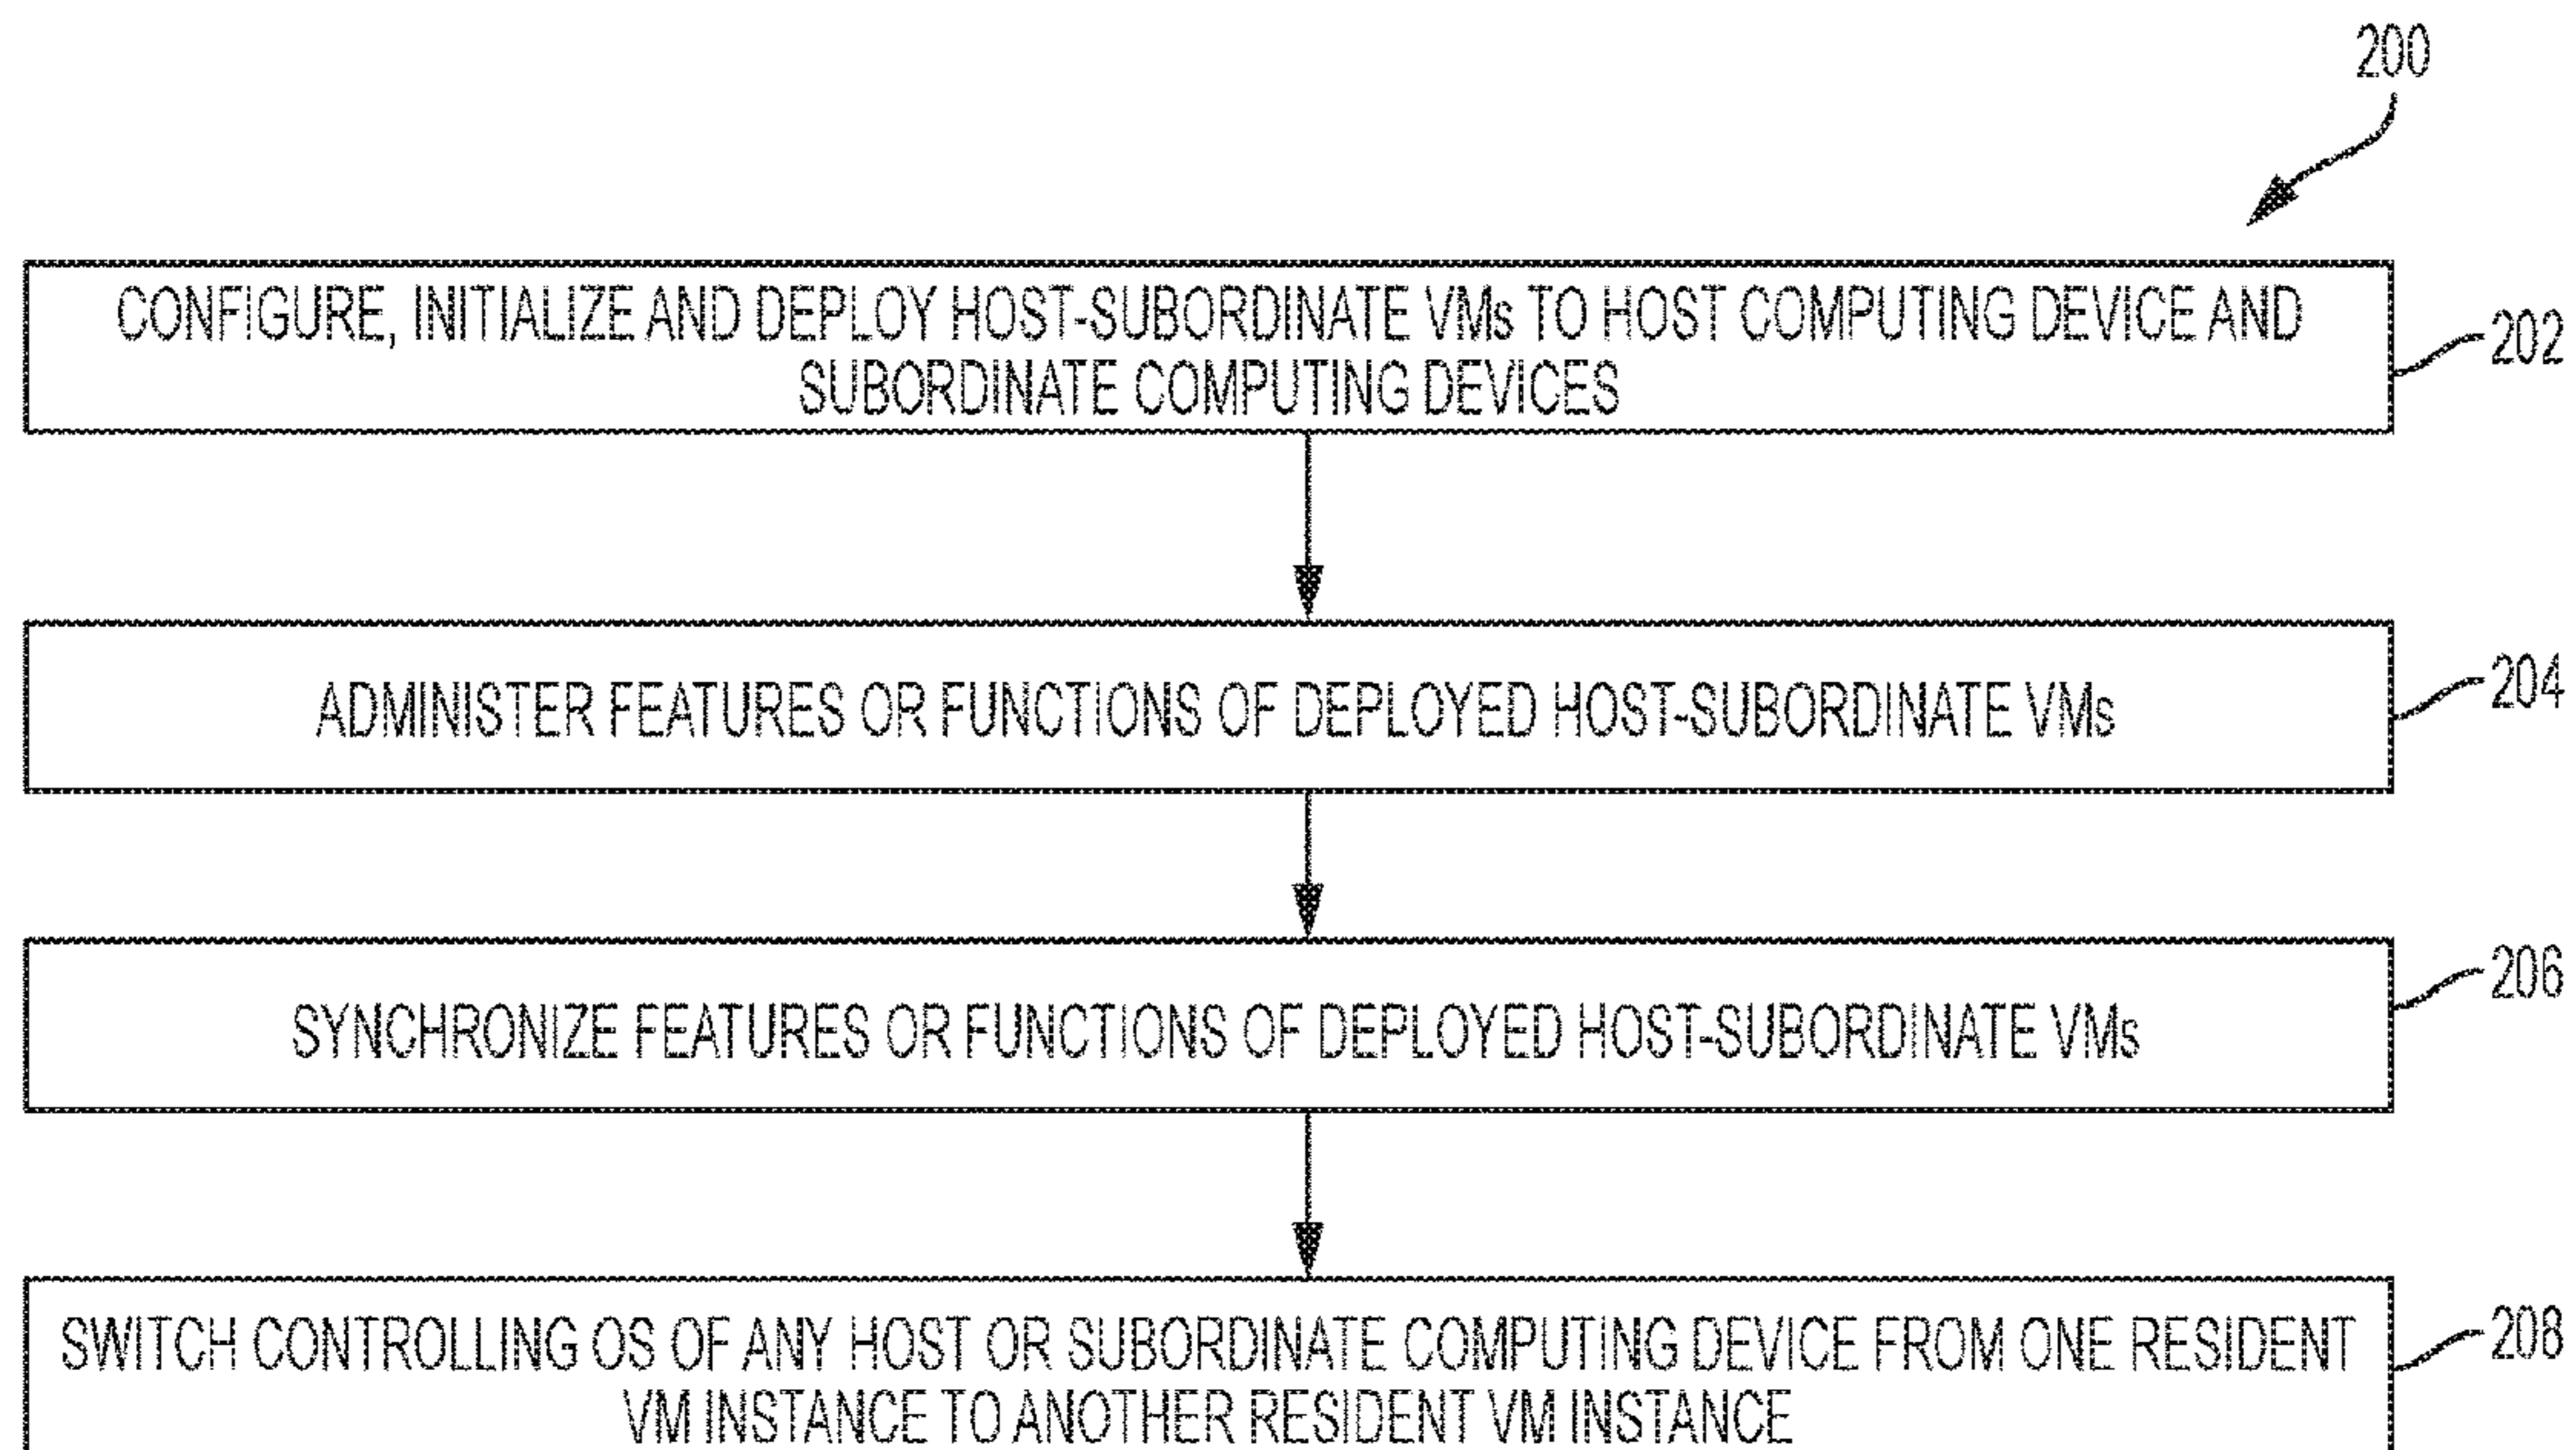 200
CONFIGURE, INITIALIZE AND DEPLOY HOST-SUBORDINATE VMs TO HOST COMPUTING DEVICE AND
SUBORDINATE COMPUTING DEVICES
202
ADMINISTER FEATURES OR FUNCTIONS OF DEPLOYED HOST-SUBORDINATE VMs
204
SYNCHRONIZE FEATURES OR FUNCTIONS OF DEPLOYED HOST-SUBORDINATE VMs
206
SWITCH CONTROLLING OS OF ANY HOST OR SUBORDINATE COMPUTING DEVICE FROM ONE RESIDENT
VM INSTANCE TO ANOTHER RESIDENT VM INSTANCE
208